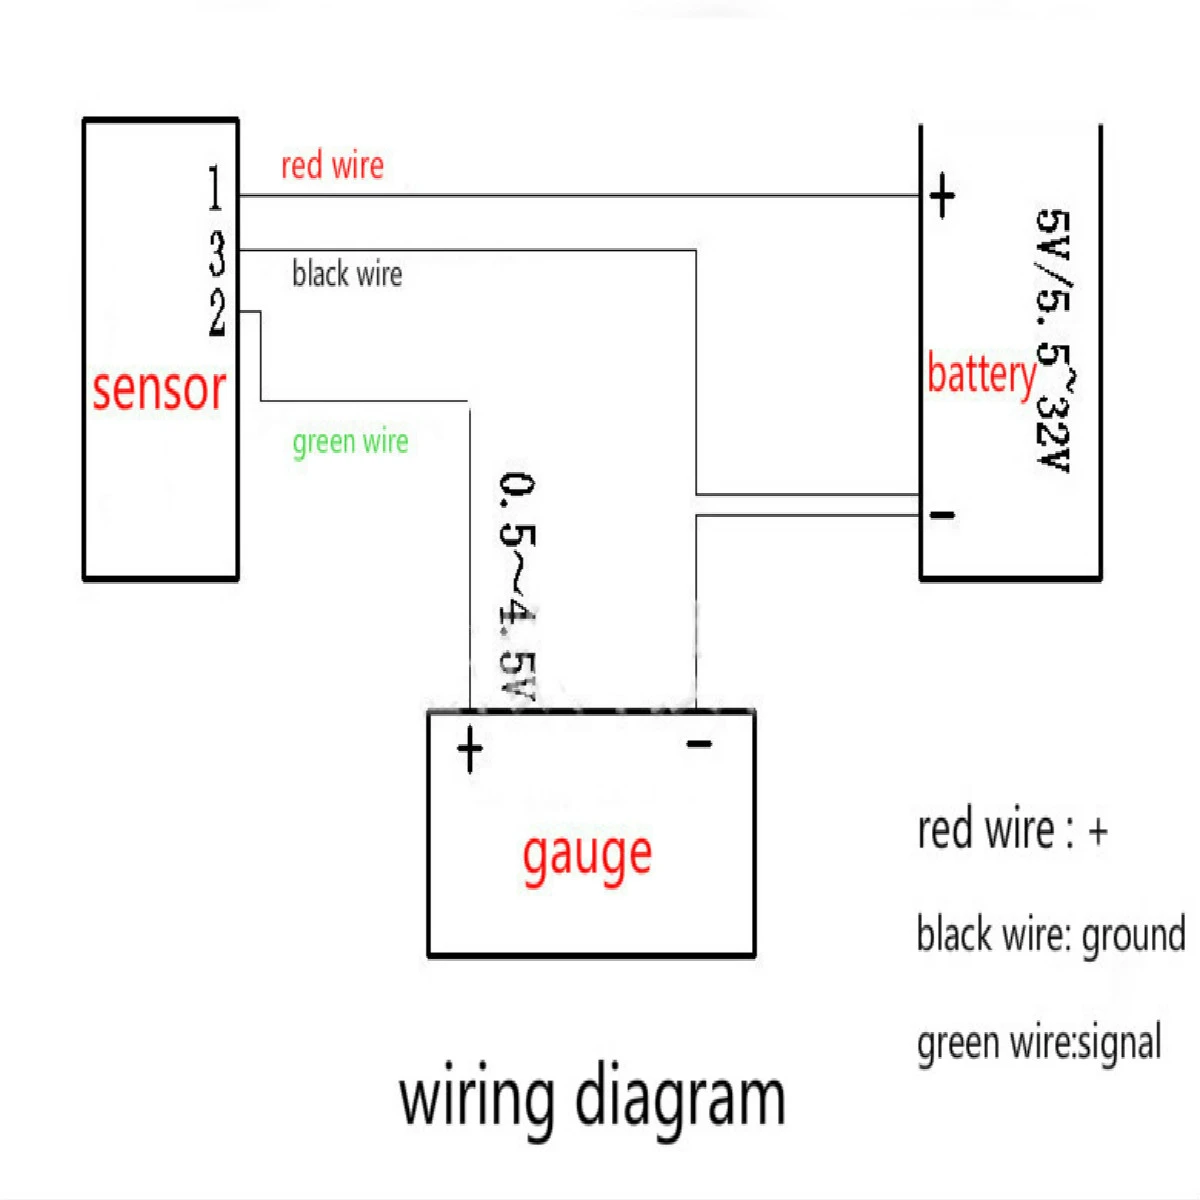 1
red wire
+
3
black wire
2
sensor
green wire
battery
5V/5.5~32V
-
0.5~4.5V
+
-
gauge
red wire : +
black wire: ground
green wire:signal
wiring diagram